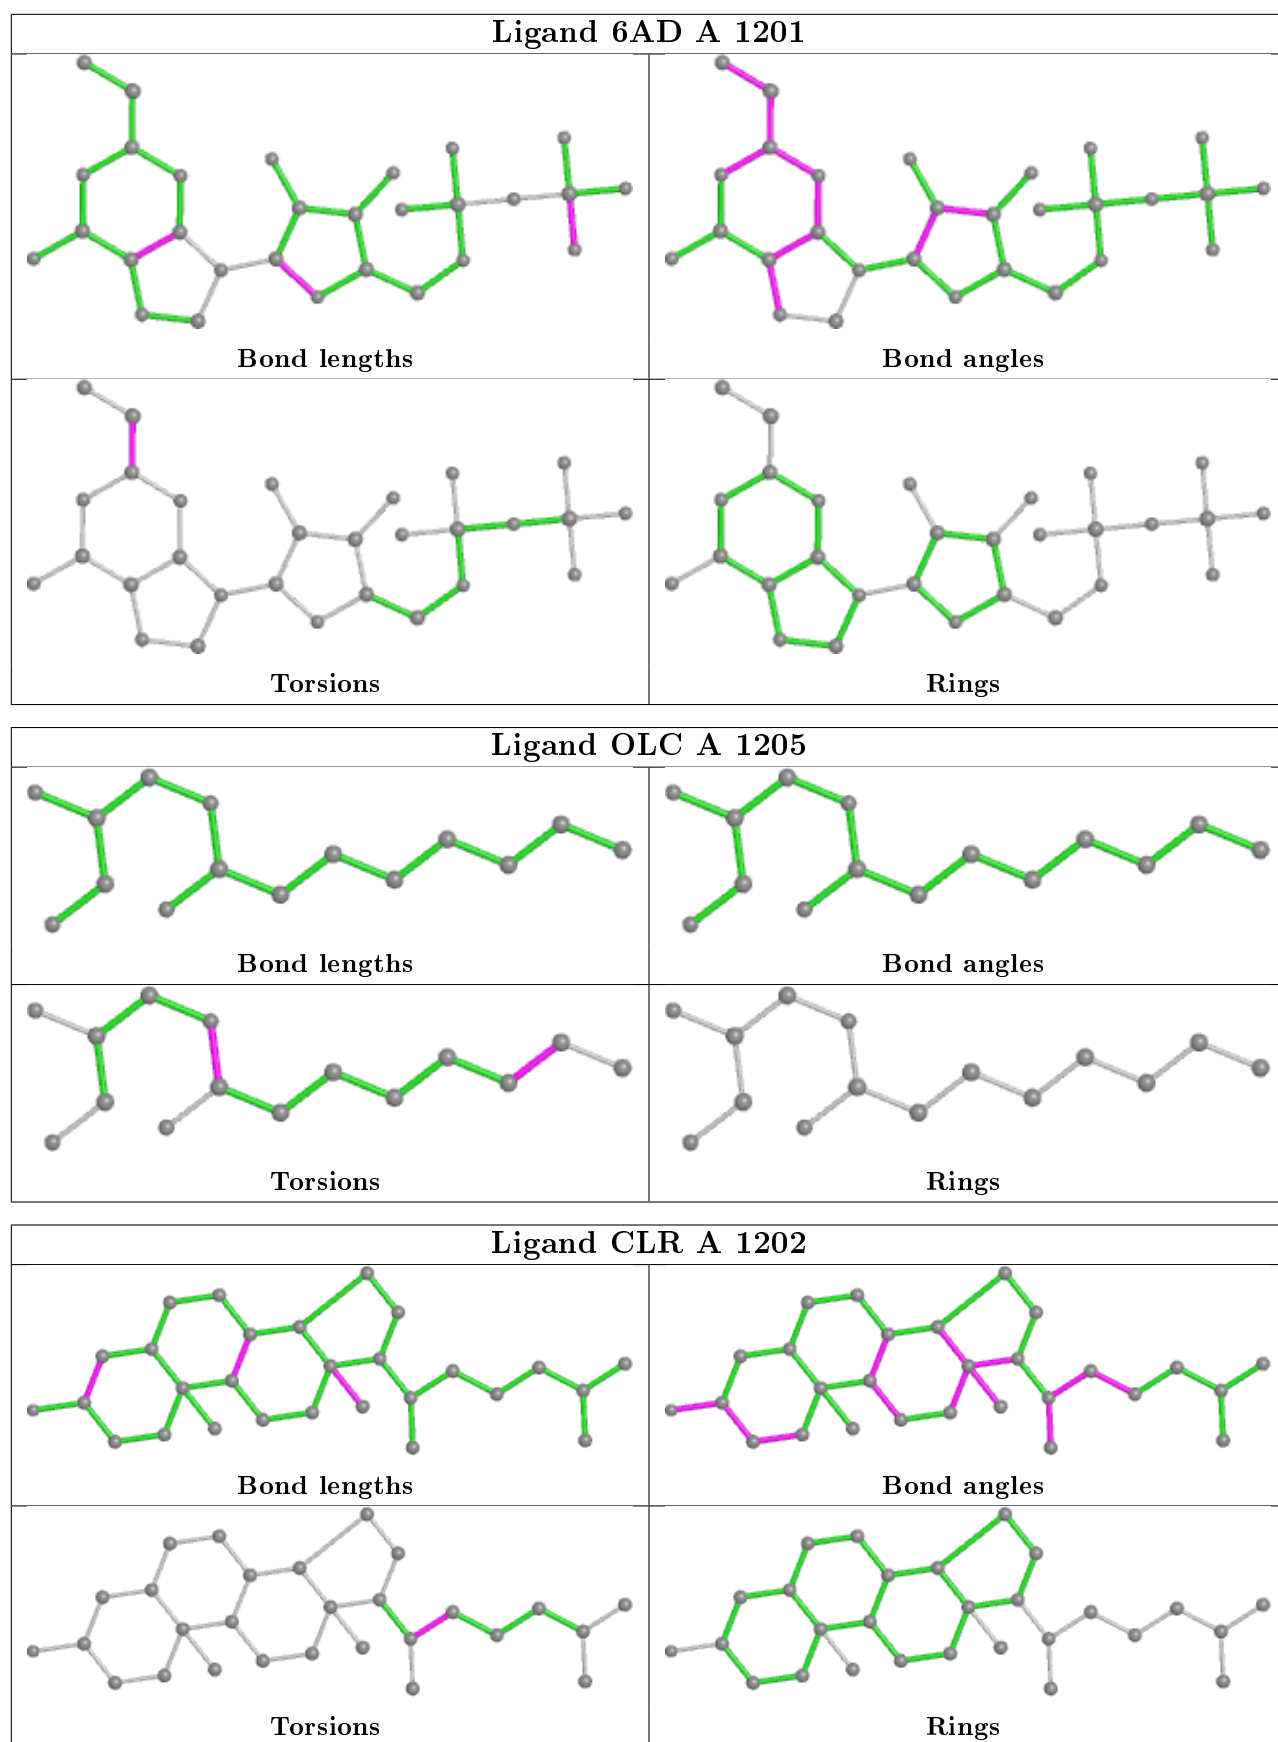 Ligand 6AD A 1201
Bond lengths
Bond angles
Torsions
Rings
Ligand OLC A 1205
Bond lengths
Bond angles
Torsions
Rings
Ligand CLR A 1202
Bond lengths
Bond angles
Torsions
Rings